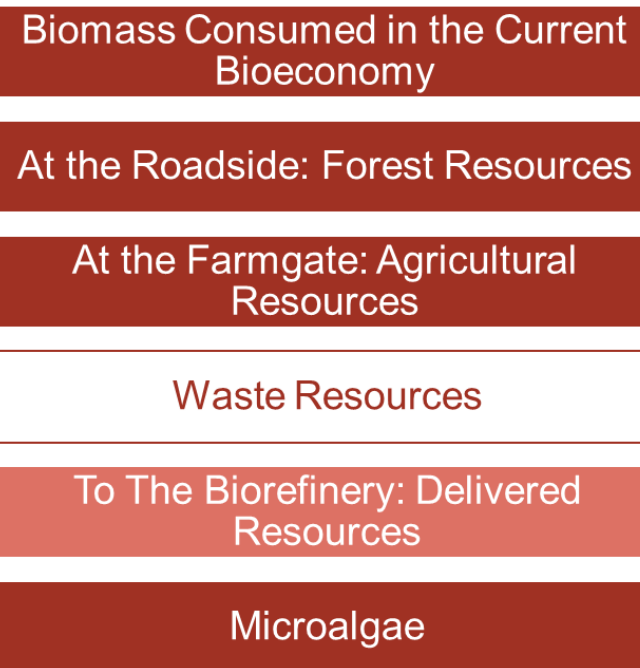 Biomass Consumed in the Current
Bioeconomy
At the Roadside: Forest Resources
At the Farmgate: Agricultural
Resources
Waste Resources
To The Biorefinery: Delivered
Resources
Microalgae